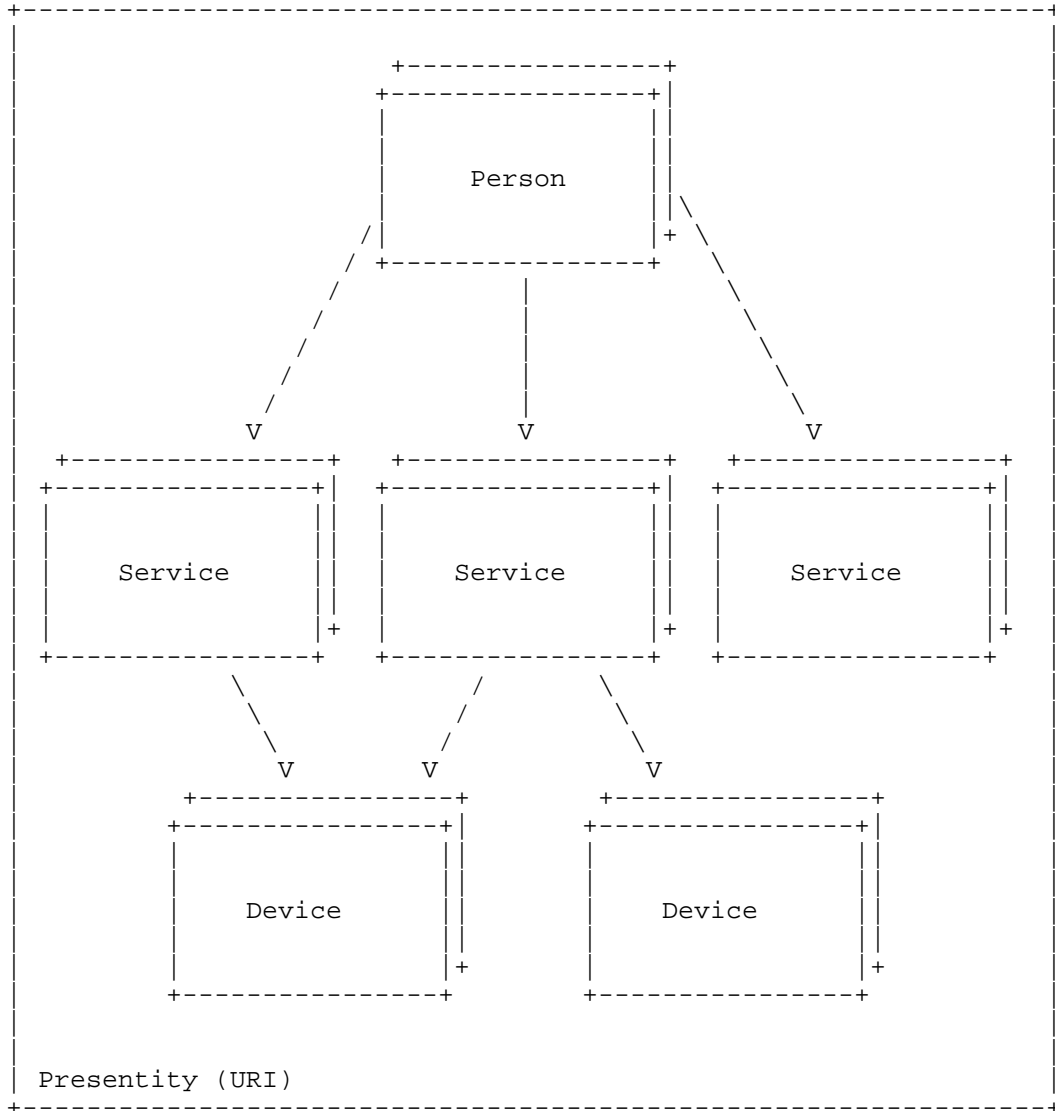 Person
V V V
Service Service Service
V V V
Device Device
Presentity (URI)